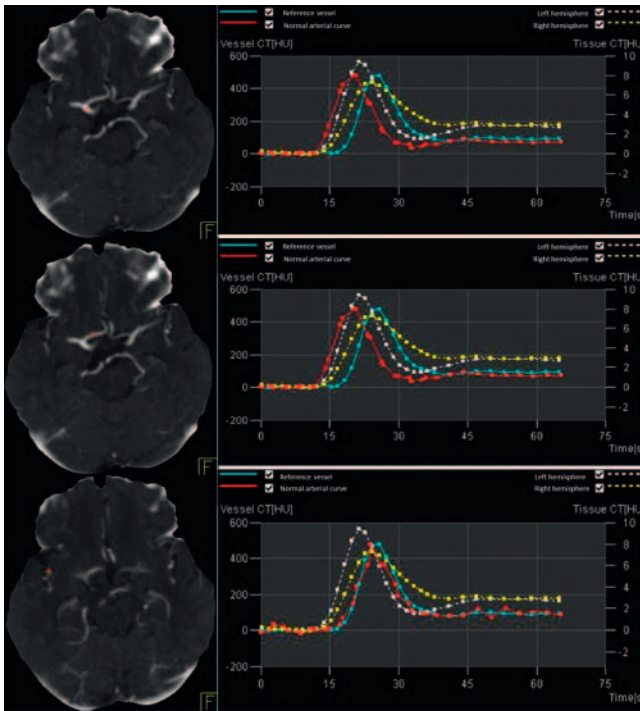 Reference vessel Left hemisphere
Normal arterial curve Right hemisphere
Vessel CT[HU] Tissue CT[HU
600 10
400 8
6
200 4
2
0 0
-200 -2
0 15 30 45 60 75
Time[s
F
Reference vessel Left hemisphere
Normal arterial curve Right hemisphere
Vessel CT[HU] Tissue CT[HU
600 10
400 8
6
200 4
2
0 0
-200 -2
0 15 30 45 60 75
Time[s
F
Reference vessel Left hemisphere
Normal arterial curve Right hemisphere
Vessel CT[HU] Tissue CT[HU
600 10
400 8
6
200 4
2
0 0
-200 -2
0 15 30 45 60 75
Time[s
F